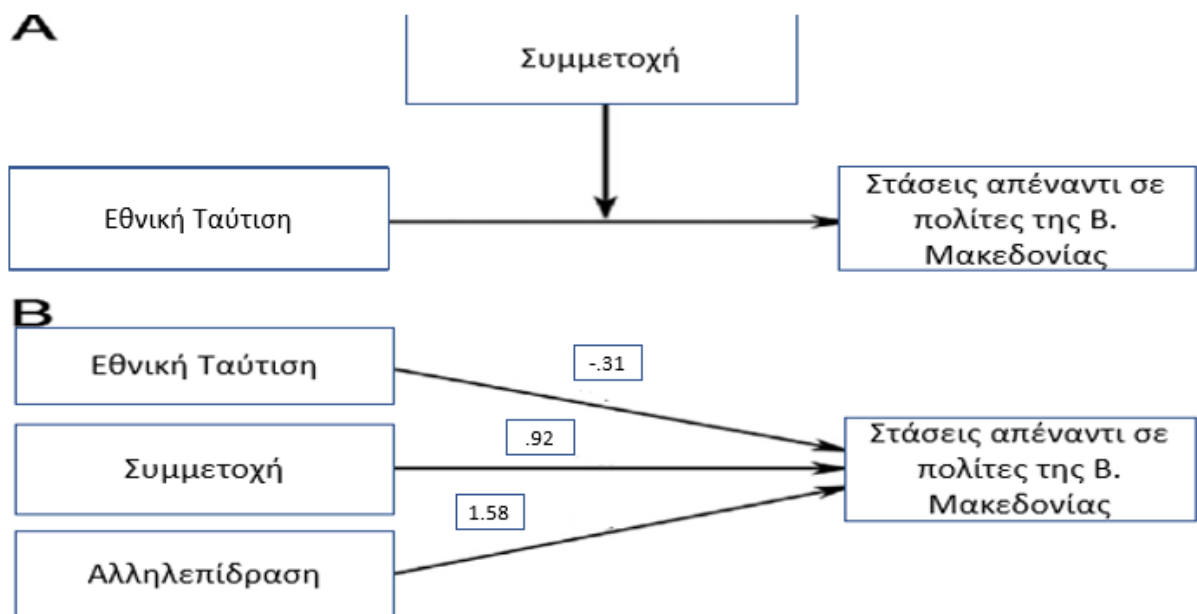 A
Συμμετοχή
Εθνική Ταύτιση
Στάσεις απέναντι σε
πολίτες της Β.
Μακεδονίας
B
Εθνική Ταύτιση
-.31
Συμμετοχή
.92
Στάσεις απέναντι σε
πολίτες της Β.
Μακεδονίας
1.58
Αλληλεπίδραση